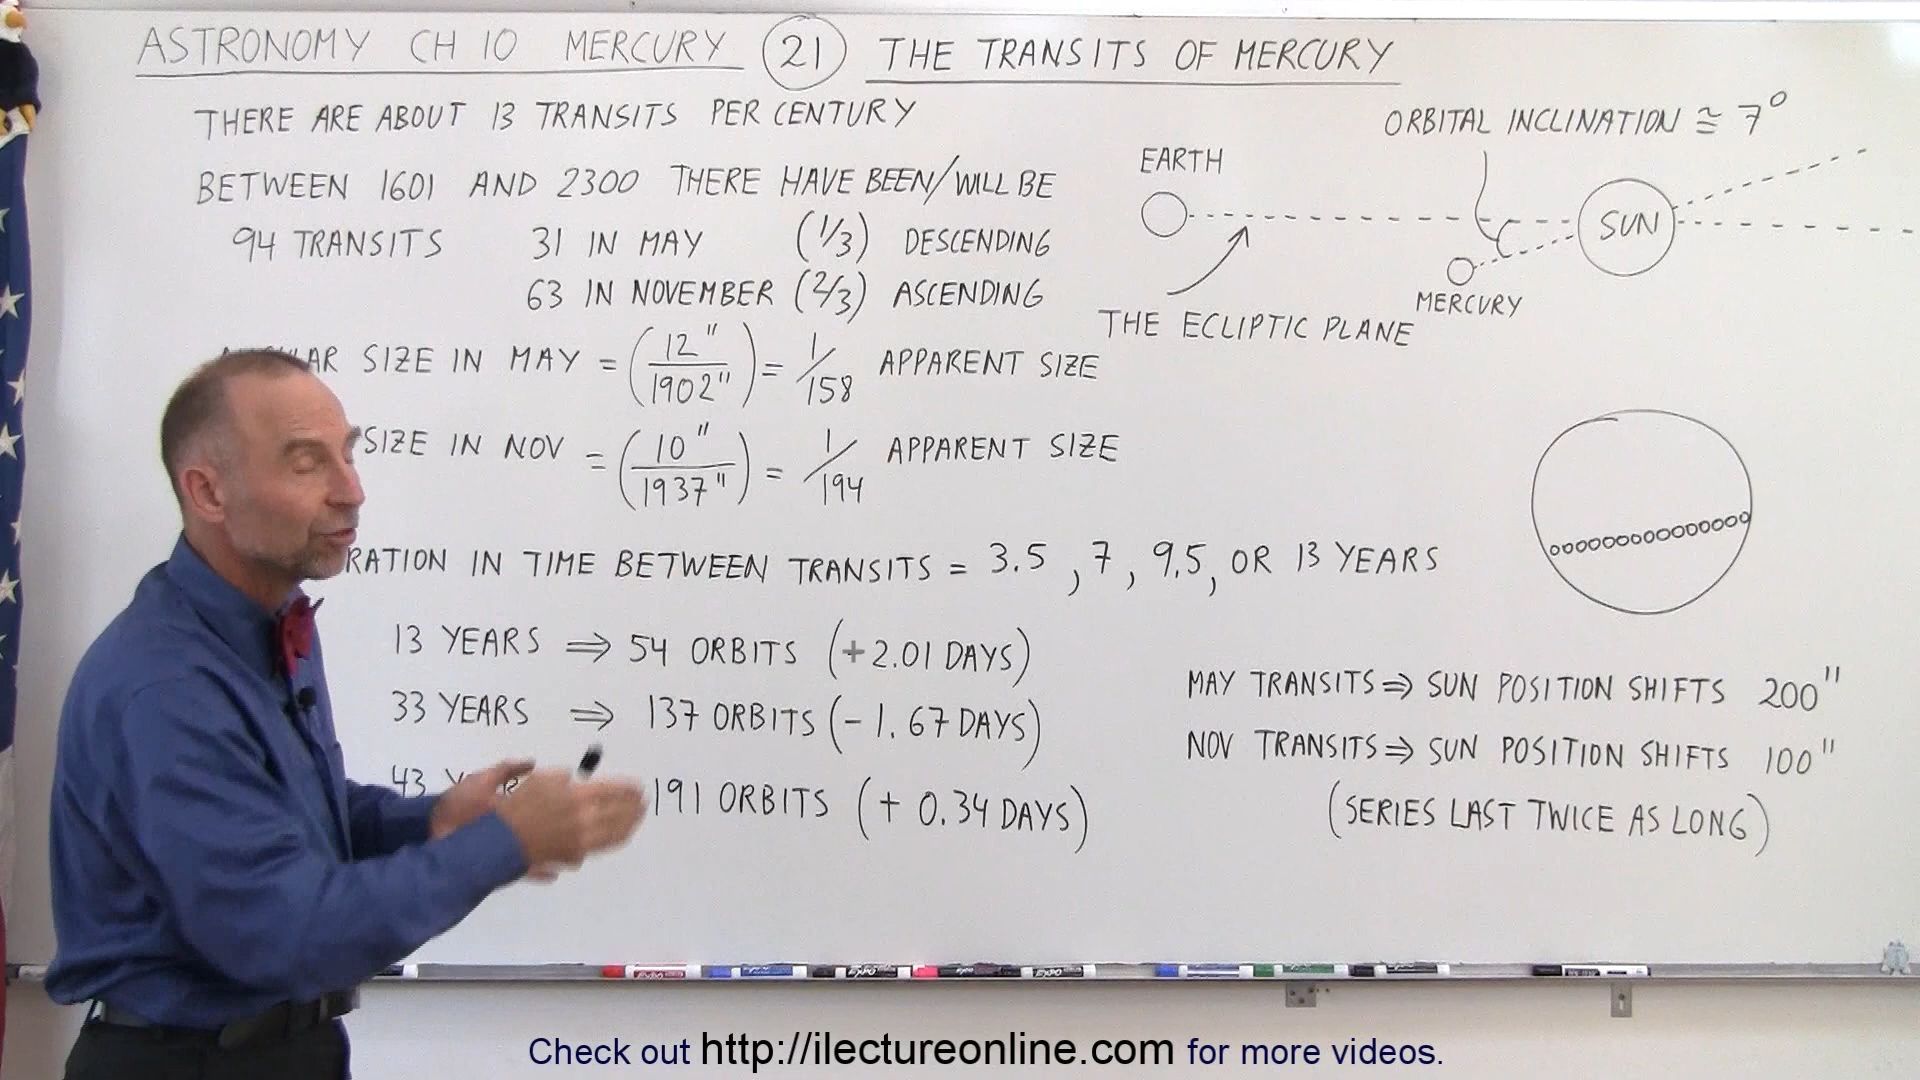 ASTRONOMY CH 10 MERCURY 21 THE TRANSITS OF MERCURY
THERE ARE ABOUT 13 TRANSITS PER CENTURY
BETWEEN 1601 AND 2300 THERE HAVE BEEN/WILL BE
94 TRANSITS 31 IN MAY (1/3) DESCENDING
63 IN NOVEMBER (2/3) ASCENDING
SIZE IN MAY = (12"/1902") = 1/158 APPARENT SIZE
SIZE IN NOV = (10"/1937") = 1/194 APPARENT SIZE
IN TIME BETWEEN TRANSITS = 3.5, 7, 9.5, OR 13 YEARS
13 YEARS ⇒ 54 ORBITS (+2.01 DAYS)
33 YEARS ⇒ 137 ORBITS (-1.67 DAYS)
43 191 ORBITS (+ 0.34 DAYS)
ORBITAL INCLINATION ≅ 7°
EARTH
SUN
MERCURY
THE ECLIPTIC PLANE
MAY TRANSITS ⇒ SUN POSITION SHIFTS 200"
NOV TRANSITS ⇒ SUN POSITION SHIFTS 100"
(SERIES LAST TWICE AS LONG)
EXPO EXPO EXPO
Check out http://ilectureonline.com for more videos.